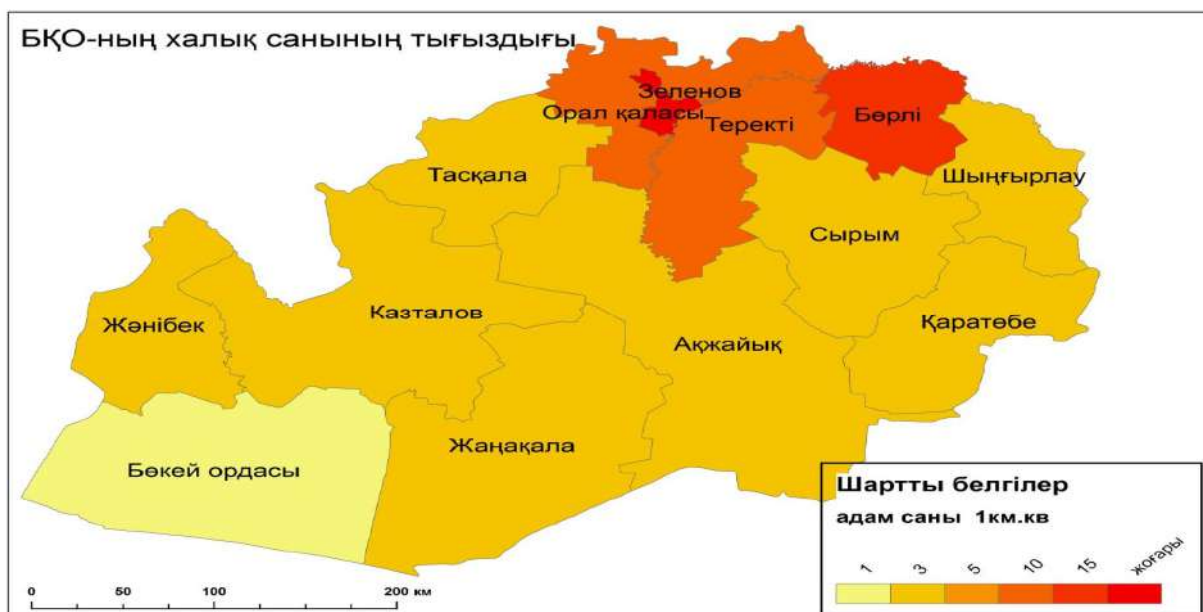 БҚО-ның халық санының тығыздығы
Зеленов
Орал қаласы
Теректі
Бөрлі
Тасқала
Шыңғырлау
Сырым
Жәнібек
Казталов
Қаратөбе
Ақжайық
Жаңақала
Бөкей ордасы
Шартты белгілер
адам саны 1км.кв
1 3 5 10 15 жоғары
0 50 100 200 км